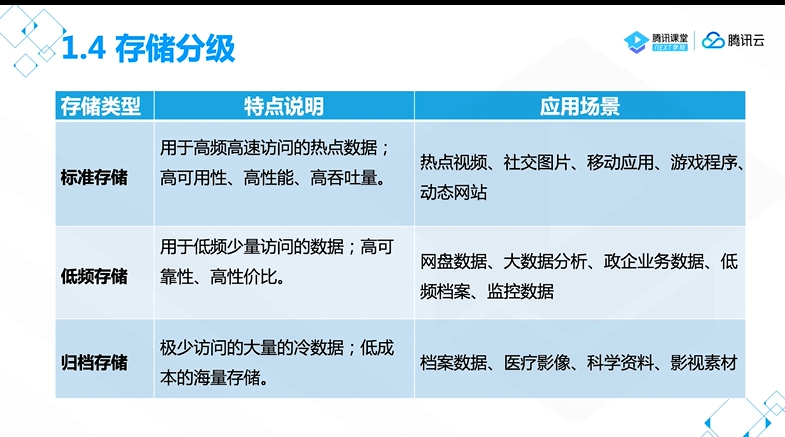 1.4 存储分级
腾讯课堂
NEXT学院
腾讯云
存储类型
特点说明
应用场景
标准存储
用于高频高速访问的热点数据；
高可用性、高性能、高吞吐量。
热点视频、社交图片、移动应用、游戏程序、
动态网站
低频存储
用于低频少量访问的数据；高可
靠性、高性价比。
网盘数据、大数据分析、政企业务数据、低
频档案、监控数据
归档存储
极少访问的大量的冷数据；低成
本的海量存储。
档案数据、医疗影像、科学资料、影视素材